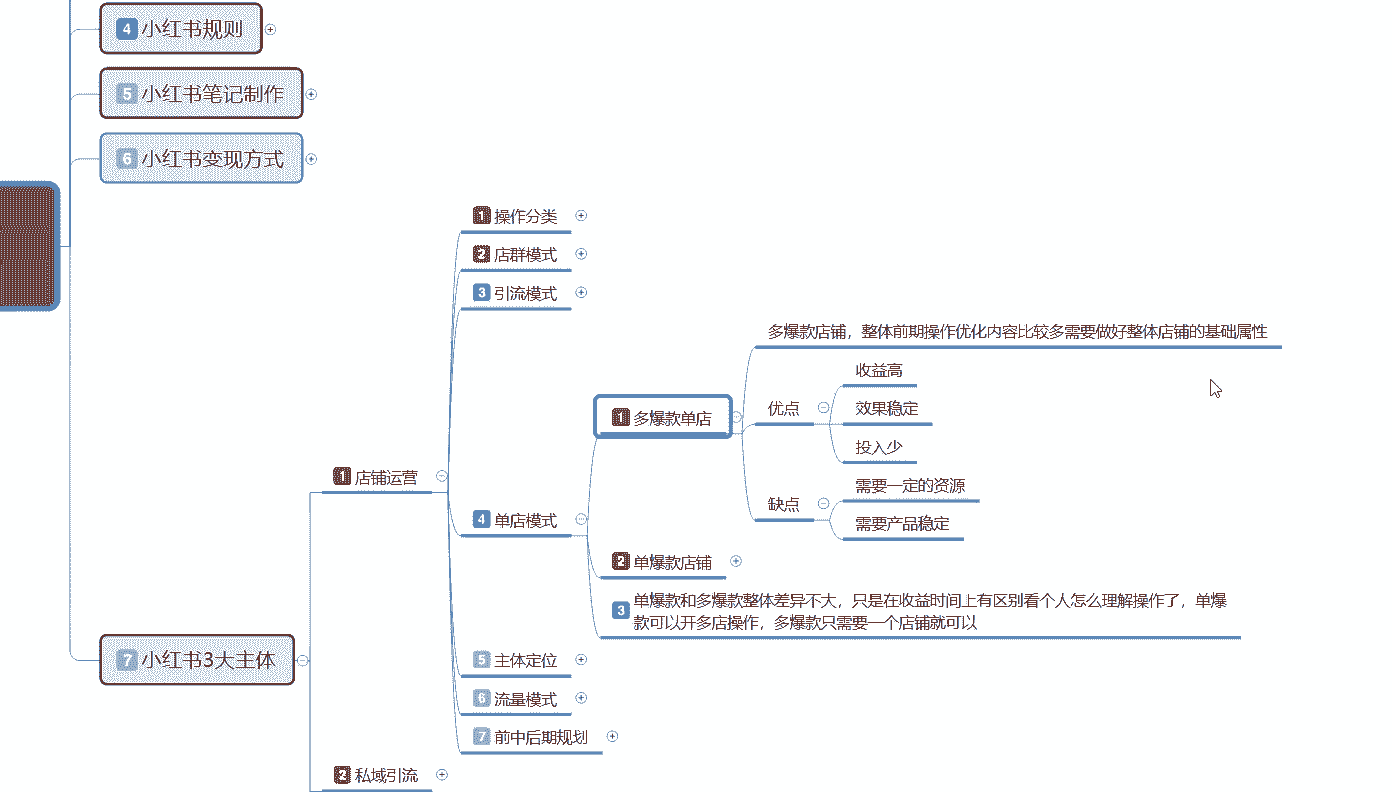 4 小红书规则
5 小红书笔记制作
6 小红书变现方式
1 操作分类
2 店群模式
3 引流模式
多爆款店铺，整体前期操作优化内容比较多需要做好整体店铺的基础属性
收益高
优点
效果稳定
1 多爆款单店
投入少
1 店铺运营
需要一定的资源
缺点
4 单店模式
需要产品稳定
2 单爆款店铺
3 单爆款和多爆款整体差异不大，只是在收益时间上有区别看个人怎么理解操作了，单爆
款可以开多店操作，多爆款只需要一个店铺就可以
7 小红书3大主体
5 主体定位
6 流量模式
7 前中后期规划
2 私域引流